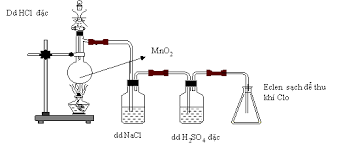 Dd HCl đặc
MnO2
Eclen sạch để thu
khí Clo
dd NaCl
dd H2SO4 đặc